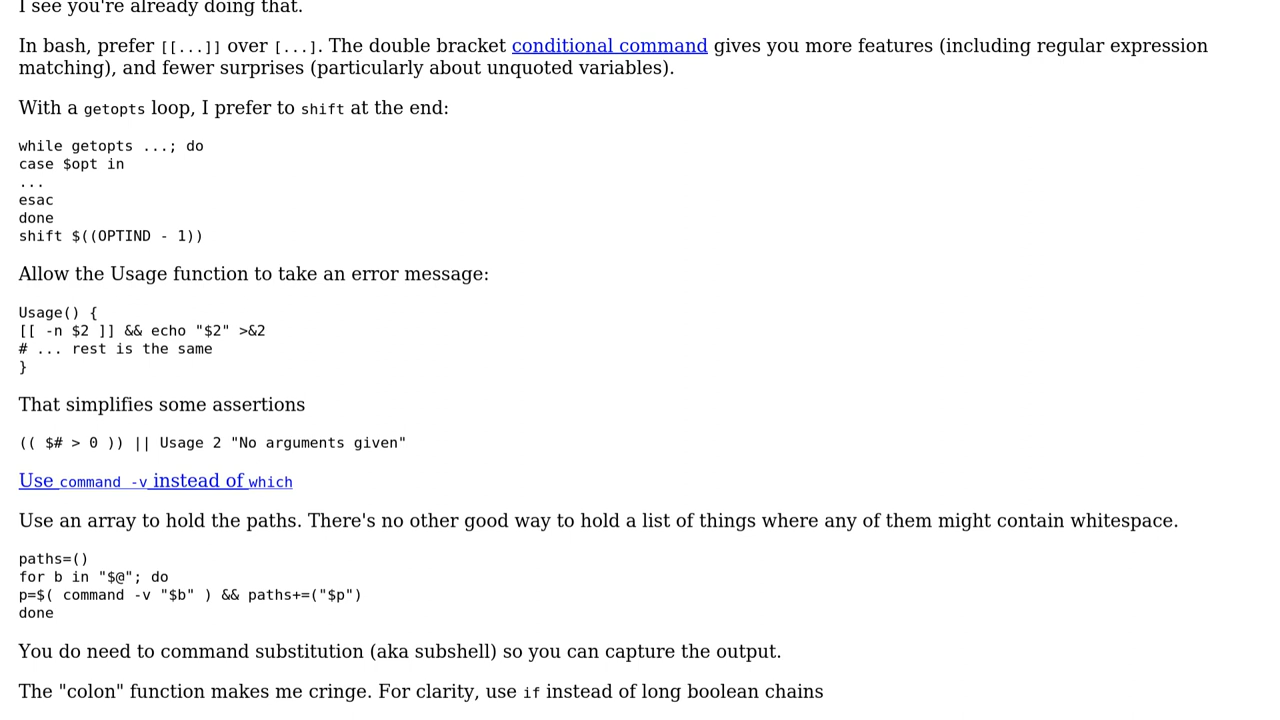 I see you're already doing that.
In bash, prefer [[...]] over [...]. The double bracket conditional command gives you more features (including regular expression
matching), and fewer surprises (particularly about unquoted variables).
With a getopts loop, I prefer to shift at the end:
while getopts ...; do
case $opt in
...
esac
done
shift $((OPTIND - 1))
Allow the Usage function to take an error message:
Usage() {
[[ -n $2 ]] && echo "$2" >&2
# ... rest is the same
}
That simplifies some assertions
(( $# > 0 )) || Usage 2 "No arguments given"
Use command -v instead of which
Use an array to hold the paths. There's no other good way to hold a list of things where any of them might contain whitespace.
paths=()
for b in "$@"; do
p=$( command -v "$b" ) && paths+=("$p")
done
You do need to command substitution (aka subshell) so you can capture the output.
The "colon" function makes me cringe. For clarity, use if instead of long boolean chains